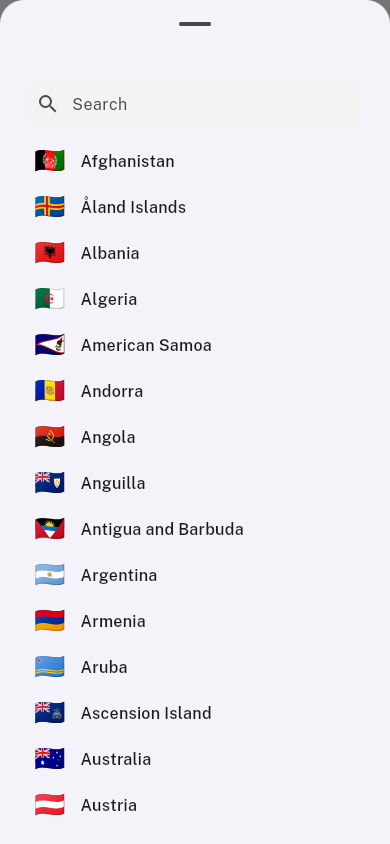 Search
Afghanistan
Åland Islands
Albania
Algeria
American Samoa
Andorra
Angola
Anguilla
Antigua and Barbuda
Argentina
Armenia
Aruba
Ascension Island
Australia
Austria